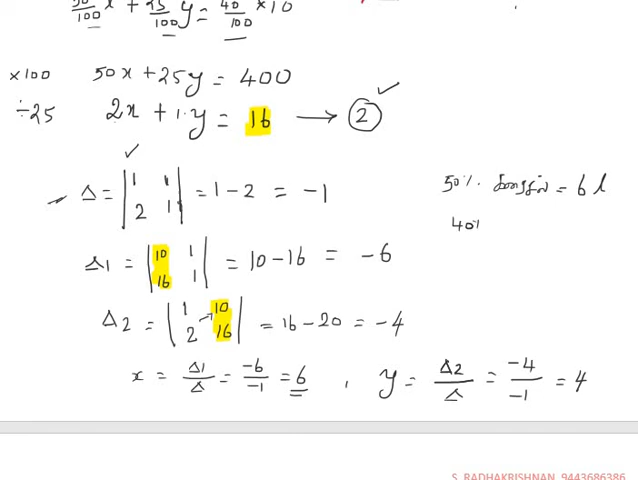 50/100 x + 25/100 y = 40/100 × 10
×100 50x + 25y = 400
÷25 2x + 1·y = 16 → ②✓
✓
Δ = |1 1; 2 1| = 1 − 2 = −1
50% = 6 l
40%
Δ1 = |10 1; 16 1| = 10 − 16 = −6
Δ2 = |1 10; 2 16| = 16 − 20 = −4
x = Δ1/Δ = −6/−1 = 6 , y = Δ2/Δ = −4/−1 = 4
S. RADHAKRISHNAN 9443686386